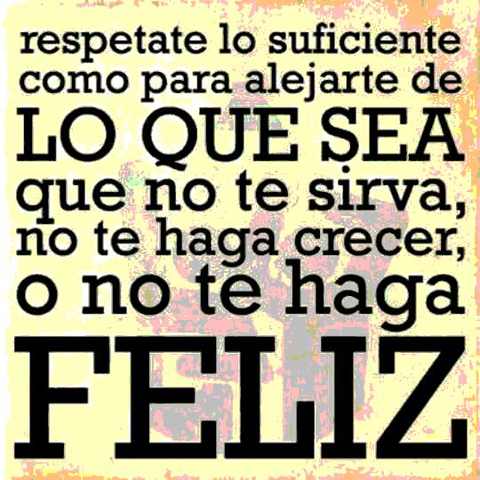 respetate lo suficiente
como para alejarte de
LO QUE SEA
que no te sirva,
no te haga crecer,
o no te haga
FELIZ